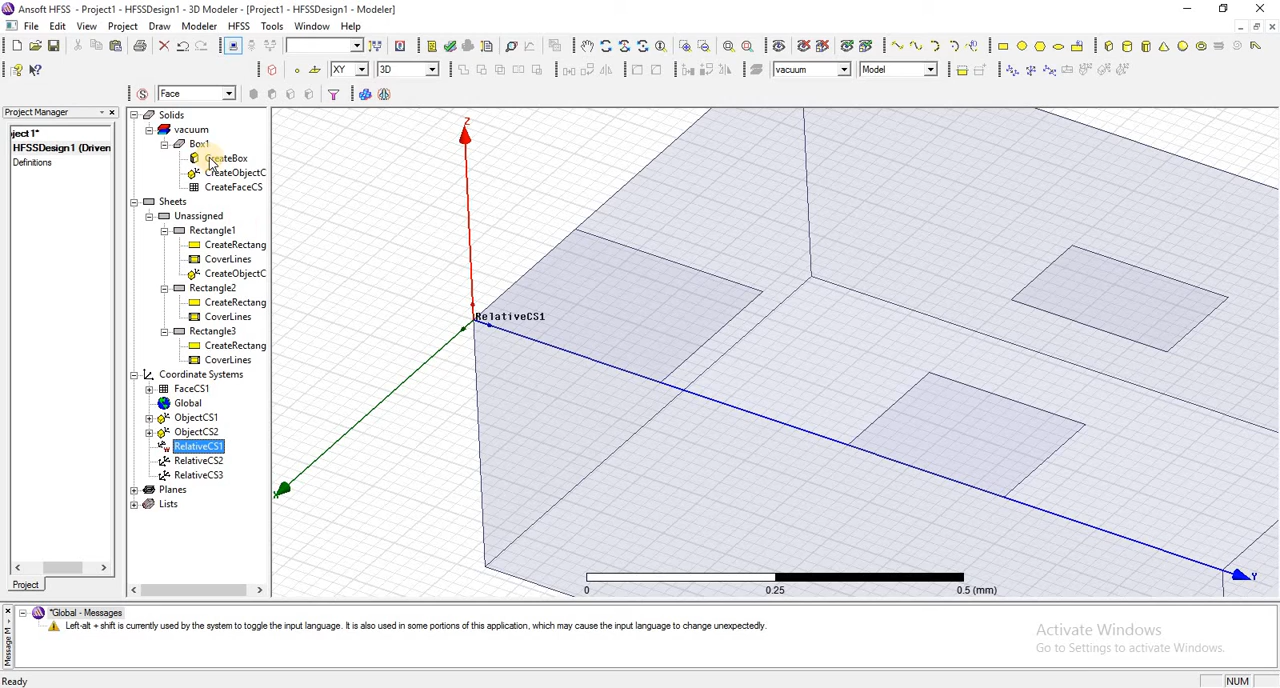 Ansoft HFSS - Project1 - HFSSDesign1 - 3D Modeler - [Project1 - HFSSDesign1 - Modeler]
File Edit View Project Draw Modeler HFSS Tools Window Help
XY 3D vacuum Model
Face
Project Manager
ject1*
HFSSDesign1 (Driven
Definitions
Project
Solids
vacuum
Box1
CreateBox
CreateObjectC
CreateFaceCS
Sheets
Unassigned
Rectangle1
CreateRectang
CoverLines
CreateObjectC
Rectangle2
CreateRectang
CoverLines
Rectangle3
CreateRectang
CoverLines
Coordinate Systems
FaceCS1
Global
ObjectCS1
ObjectCS2
RelativeCS1
RelativeCS2
RelativeCS3
Planes
Lists
Z
RelativeCS1
X
Y
0 0.25 0.5 (mm)
Message M
*Global - Messages
Left-alt + shift is currently used by the system to toggle the input language. It is also used in some portions of this application, which may cause the input language to change unexpectedly.
Activate Windows
Go to Settings to activate Windows.
Ready NUM